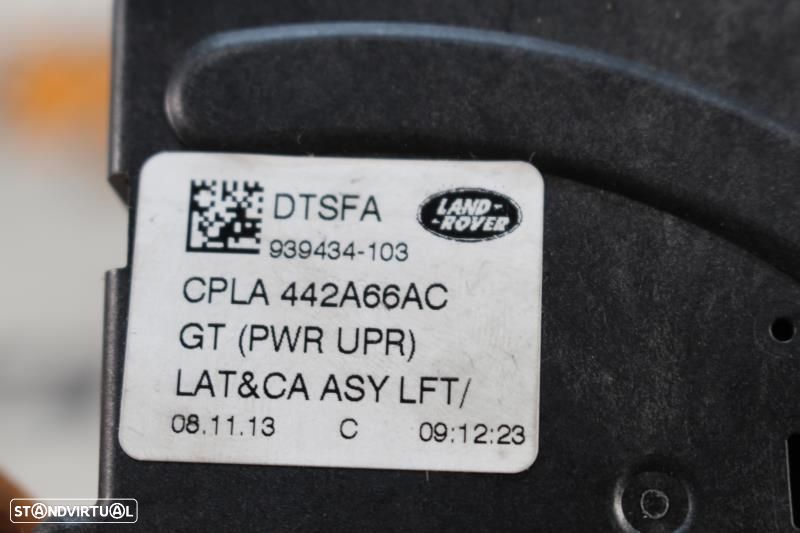 DTSFA
LAND-
-ROVER
939434-103
CPLA 442A66AC
GT (PWR UPR)
LAT&CA ASY LFT/
08.11.13 C 09:12:23
STANDVIRTUAL